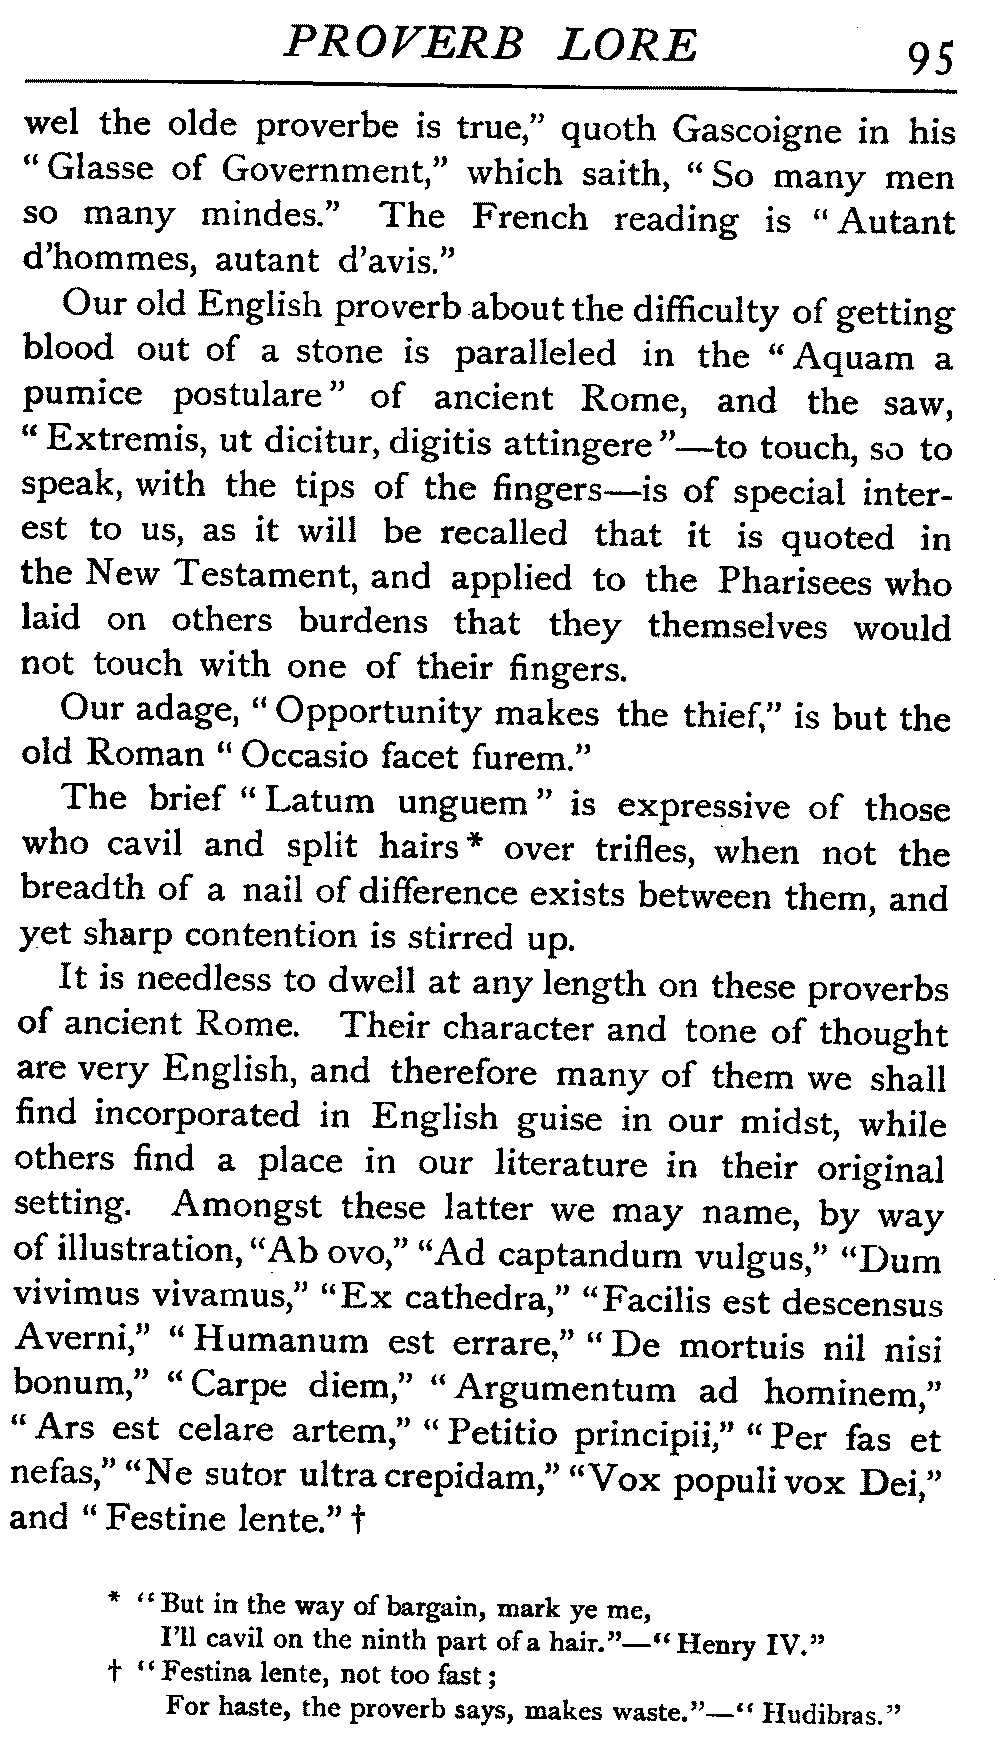 PROVERB LORE 95
wel the olde proverbe is true,” quoth Gascoigne in his
“Glasse of Government,” which saith, “So many men
so many mindes.” The French reading is “Autant
d'hommes, autant d'avis.”
Our old English proverb about the difficulty of getting
blood out of a stone is paralleled in the “Aquam a
pumice postulare” of ancient Rome, and the saw,
“Extremis, ut dicitur, digitis attingere”—to touch, so to
speak, with the tips of the fingers—is of special inter-
est to us, as it will be recalled that it is quoted in
the New Testament, and applied to the Pharisees who
laid on others burdens that they themselves would
not touch with one of their fingers.
Our adage, “Opportunity makes the thief,” is but the
old Roman “Occasio facet furem.”
The brief “Latum unguem” is expressive of those
who cavil and split hairs* over trifles, when not the
breadth of a nail of difference exists between them, and
yet sharp contention is stirred up.
It is needless to dwell at any length on these proverbs
of ancient Rome. Their character and tone of thought
are very English, and therefore many of them we shall
find incorporated in English guise in our midst, while
others find a place in our literature in their original
setting. Amongst these latter we may name, by way
of illustration, “Ab ovo,” “Ad captandum vulgus,” “Dum
vivimus vivamus,” “Ex cathedra,” “Facilis est descensus
Averni,” “Humanum est errare,” “De mortuis nil nisi
bonum,” “Carpe diem,” “Argumentum ad hominem,”
“Ars est celare artem,” “Petitio principii,” “Per fas et
nefas,” “Ne sutor ultra crepidam,” “Vox populi vox Dei,”
and “Festine lente.”†
* “But in the way of bargain, mark ye me,
I'll cavil on the ninth part of a hair.”—“Henry IV.”
† “Festina lente, not too fast;
For haste, the proverb says, makes waste.”—“Hudibras.”